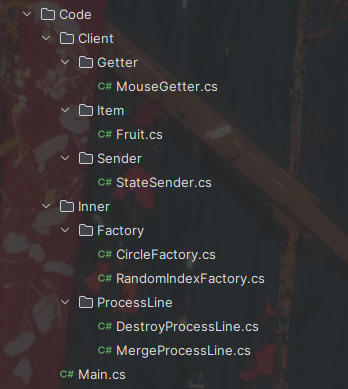 Code
Client
Getter
C# MouseGetter.cs
Item
C# Fruit.cs
Sender
C# StateSender.cs
Inner
Factory
C# CircleFactory.cs
C# RandomIndexFactory.cs
ProcessLine
C# DestroyProcessLine.cs
C# MergeProcessLine.cs
C# Main.cs